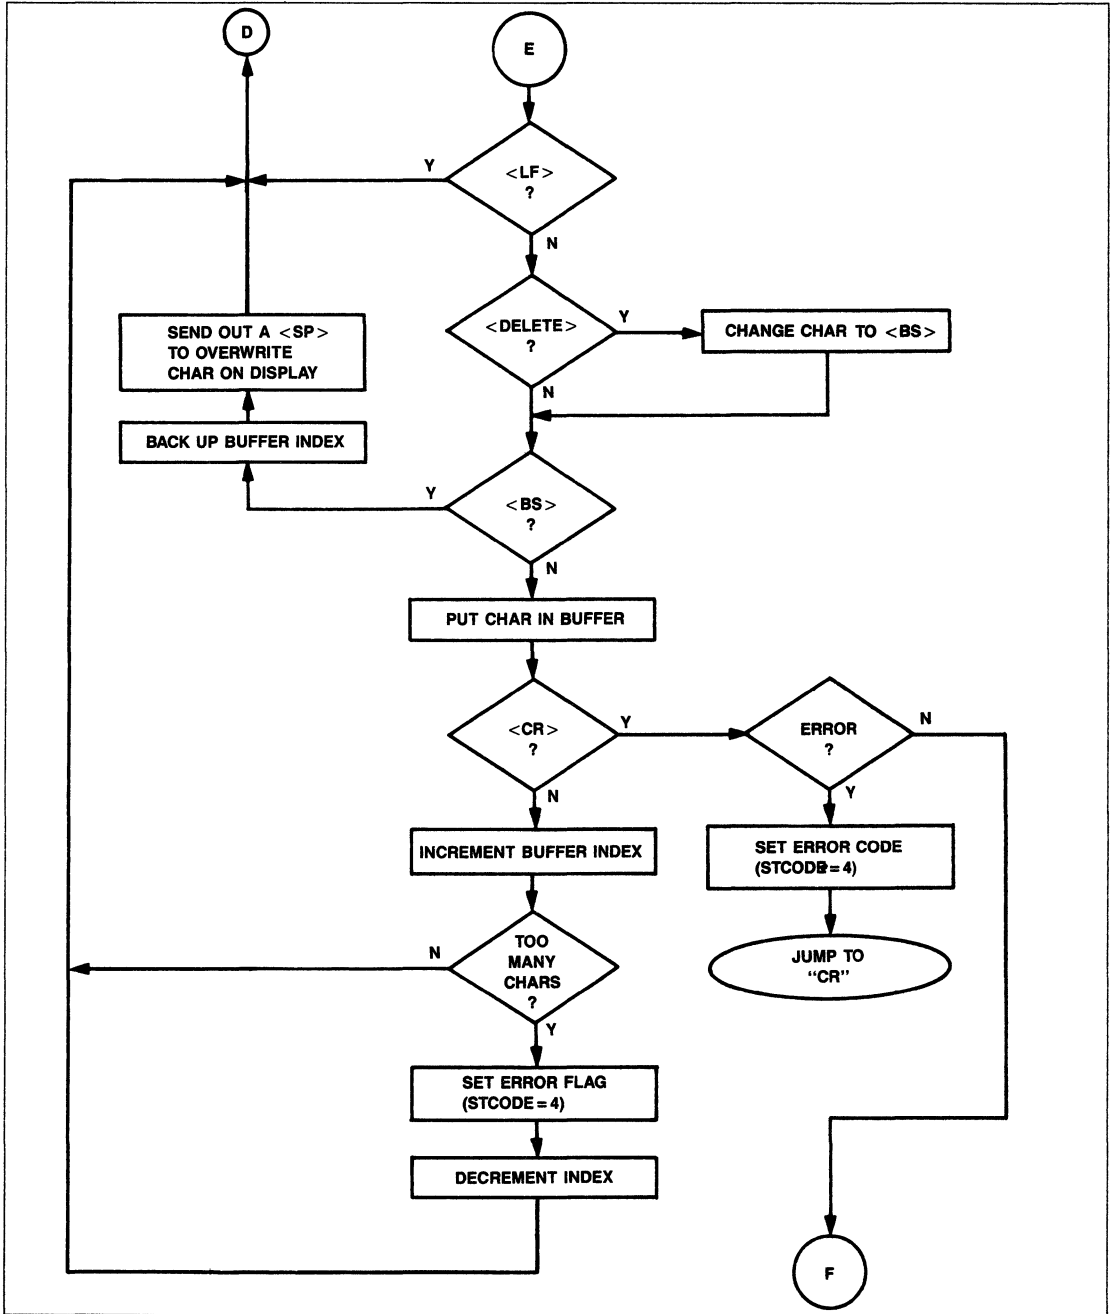 D
E
Y
<LF>
?
N
SEND OUT A <SP>
TO OVERWRITE
CHAR ON DISPLAY
<DELETE>
?
Y
CHANGE CHAR TO <BS>
N
BACK UP BUFFER INDEX
Y
<BS>
?
N
PUT CHAR IN BUFFER
<CR>
?
Y
ERROR
?
N
N
Y
INCREMENT BUFFER INDEX
SET ERROR CODE
(STCODE = 4)
N
TOO
MANY
CHARS
?
JUMP TO
"CR"
Y
SET ERROR FLAG
(STCODE = 4)
DECREMENT INDEX
F